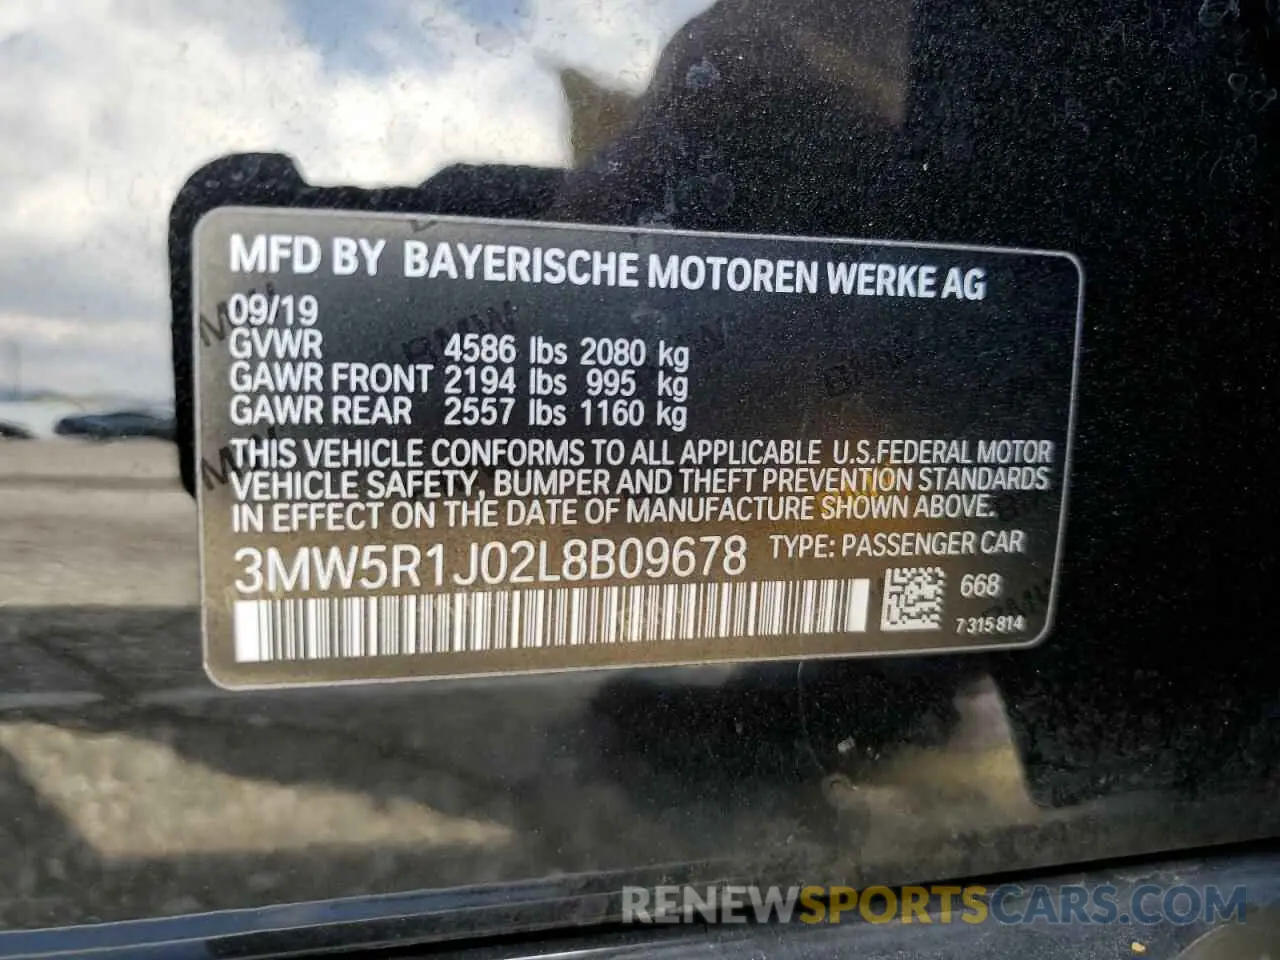 MFD BY BAYERISCHE MOTOREN WERKE AG
09/19
GVWR 4586 lbs 2080 kg
GAWR FRONT 2194 lbs 995 kg
GAWR REAR 2557 lbs 1160 kg
THIS VEHICLE CONFORMS TO ALL APPLICABLE U.S.FEDERAL MOTOR
VEHICLE SAFETY, BUMPER AND THEFT PREVENTION STANDARDS
IN EFFECT ON THE DATE OF MANUFACTURE SHOWN ABOVE.
3MW5R1J02L8B09678 TYPE: PASSENGER CAR
668
7 315 814
RENEWSPORTSCARS.COM